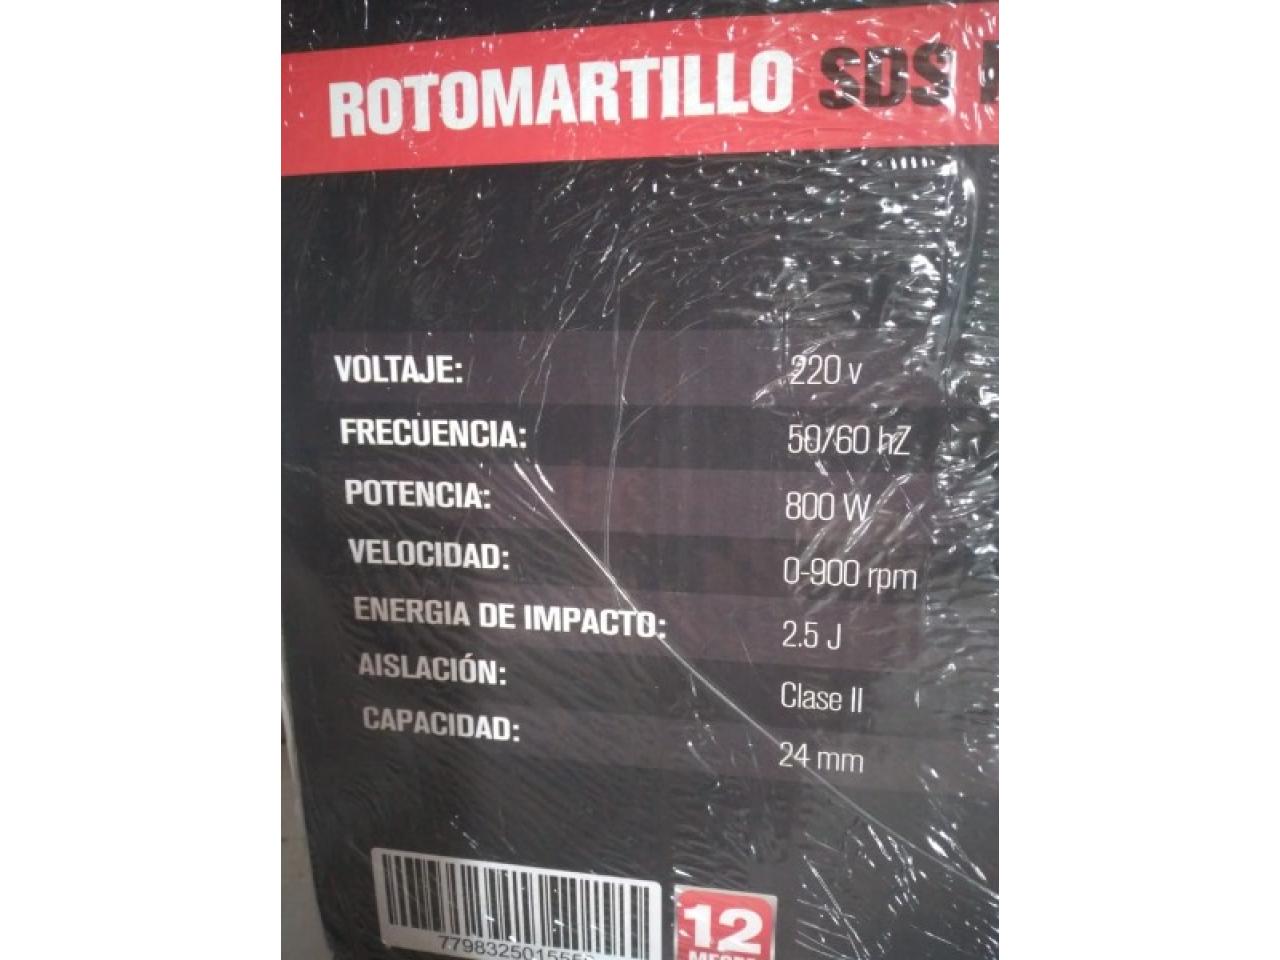 ROTOMARTILLO SDS
VOLTAJE: 220 v
FRECUENCIA: 50/60 hZ
POTENCIA: 800 W
VELOCIDAD: 0-900 rpm
ENERGIA DE IMPACTO: 2.5 J
AISLACIÓN: Clase II
CAPACIDAD: 24 mm
12
MESES